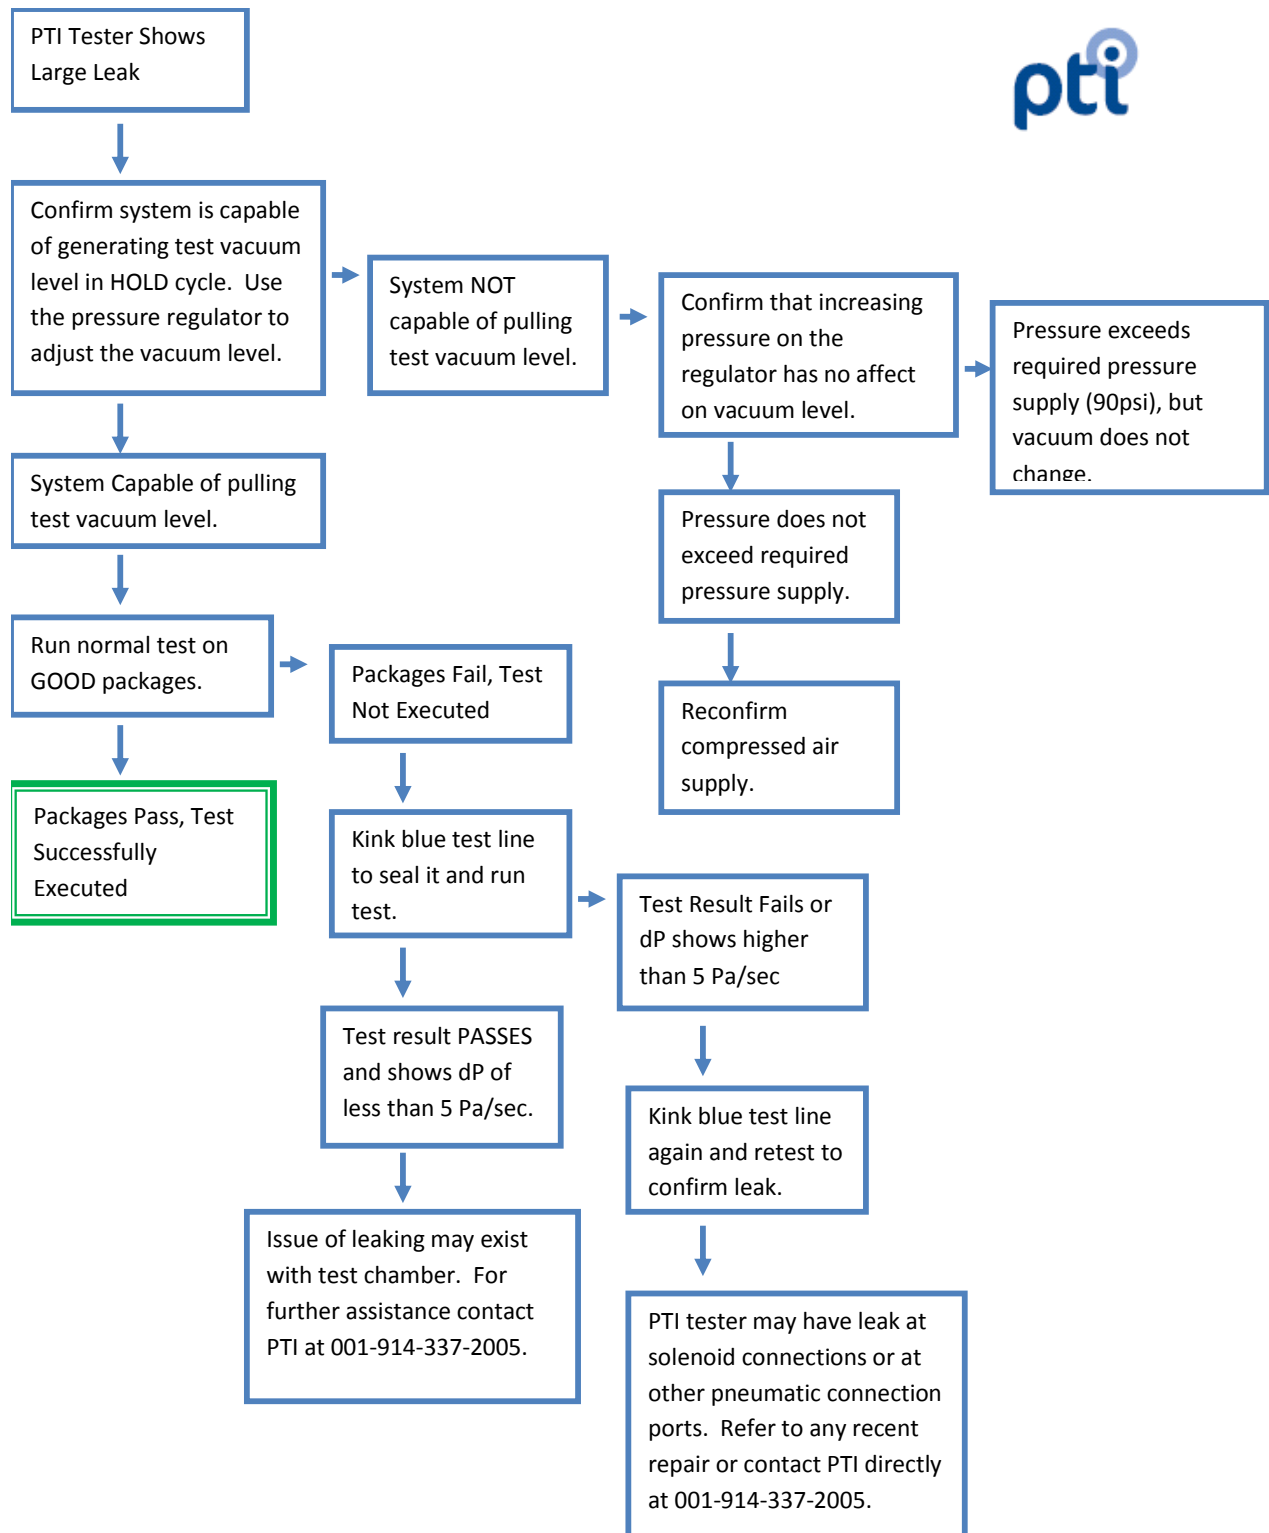 PTI Tester Shows
Large Leak
pti
Confirm system is capable
of generating test vacuum
level in HOLD cycle.  Use
the pressure regulator to
adjust the vacuum level.
System NOT
capable of pulling
test vacuum level.
Confirm that increasing
pressure on the
regulator has no affect
on vacuum level.
Pressure exceeds
required pressure
supply (90psi), but
vacuum does not
change.
System Capable of pulling
test vacuum level.
Pressure does not
exceed required
pressure supply.
Run normal test on
GOOD packages.
Packages Fail, Test
Not Executed
Reconfirm
compressed air
supply.
Packages Pass, Test
Successfully
Executed
Kink blue test line
to seal it and run
test.
Test Result Fails or
dP shows higher
than 5 Pa/sec
Test result PASSES
and shows dP of
less than 5 Pa/sec.
Kink blue test line
again and retest to
confirm leak.
Issue of leaking may exist
with test chamber.  For
further assistance contact
PTI at 001-914-337-2005.
PTI tester may have leak at
solenoid connections or at
other pneumatic connection
ports.  Refer to any recent
repair or contact PTI directly
at 001-914-337-2005.